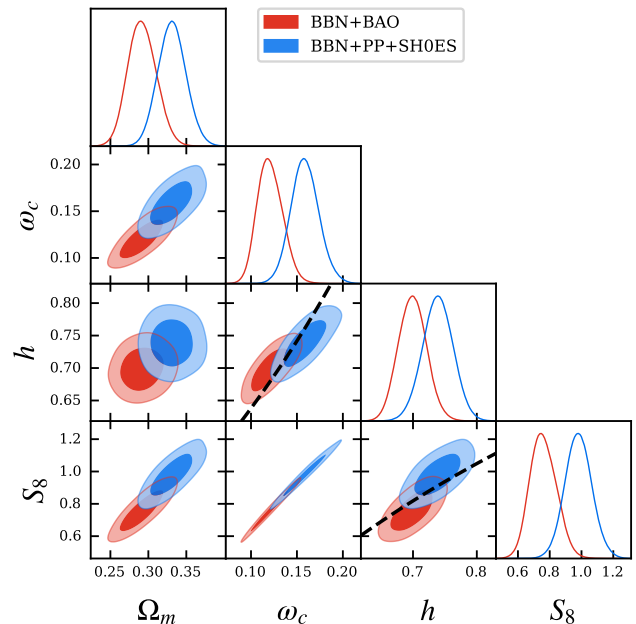 BBN+BAO
BBN+PP+SH0ES
0.20
0.15
0.10
ω_c
0.80
0.75
0.70
0.65
h
1.2
1.0
0.8
0.6
S_8
0.25 0.30 0.35
0.10 0.15 0.20
0.7 0.8
0.6 0.8 1.0 1.2
Ω_m ω_c h S_8